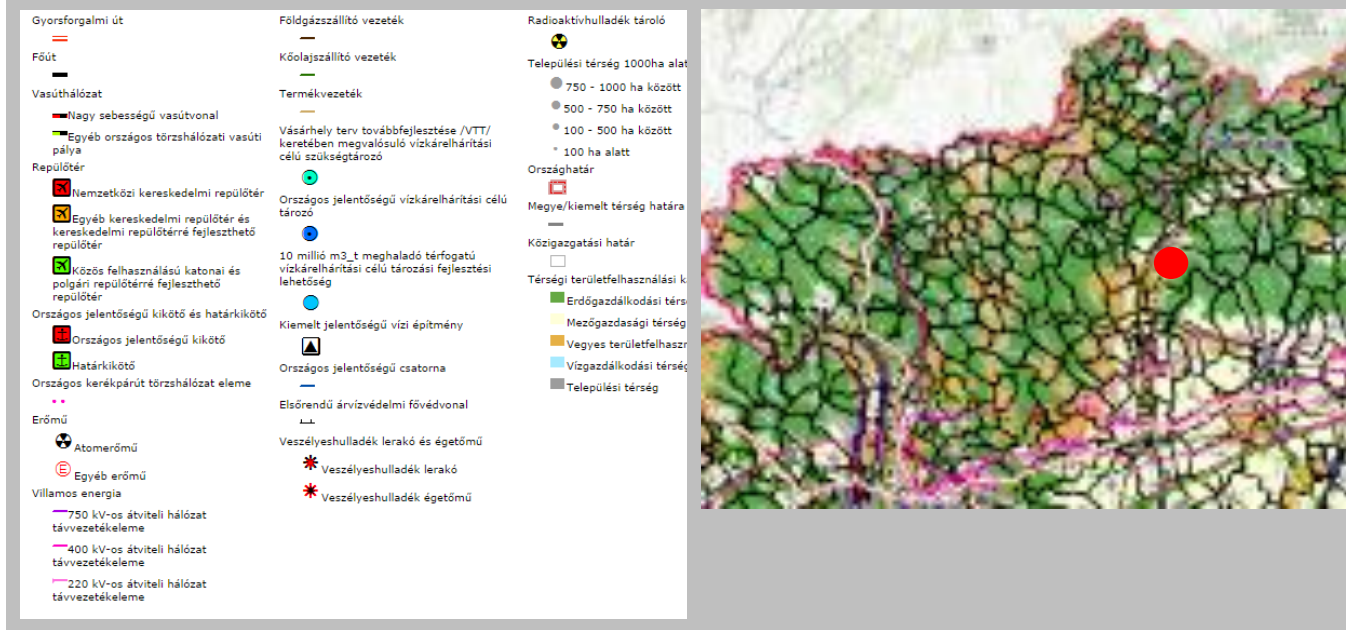 Gyorsforgalmi út
Főút
Vasúthálózat
Nagy sebességű vasútvonal
Egyéb országos törzshálózati vasúti
pálya
Repülőtér
Nemzetközi kereskedelmi repülőtér
Egyéb kereskedelmi repülőtér és
kereskedelmi repülőtérré fejleszthető
repülőtér
Közös felhasználású katonai és
polgári repülőtérré fejleszthető
repülőtér
Országos jelentőségű kikötő és határkikötő
Országos jelentőségű kikötő
Határkikötő
Országos kerékpárút törzshálózat eleme
Erőmű
Atomerőmű
Egyéb erőmű
Villamos energia
750 kV-os átviteli hálózat
távvezetékeleme
400 kV-os átviteli hálózat
távvezetékeleme
220 kV-os átviteli hálózat
távvezetékeleme
Földgázszállító vezeték
Kőolajszállító vezeték
Termékvezeték
Vásárhely terv továbbfejlesztése /VTT/
keretében megvalósuló vízkárelhárítási
célú szükségtározó
Országos jelentőségű vízkárelhárítási célú
tározó
10 millió m3_t meghaladó térfogatú
vízkárelhárítási célú tározási fejlesztési
lehetőség
Kiemelt jelentőségű vízi építmény
Országos jelentőségű csatorna
Elsőrendű árvízvédelmi fővédvonal
Veszélyeshulladék lerakó és égetőmű
Veszélyeshulladék lerakó
Veszélyeshulladék égetőmű
Radioaktívhulladék tároló
Települési térség 1000ha alat
750 - 1000 ha között
500 - 750 ha között
100 - 500 ha között
100 ha alatt
Országhatár
Megye/kiemelt térség határa
Közigazgatási határ
Térségi területfelhasználási k
Erdőgazdálkodási térs
Mezőgazdasági térség
Vegyes területfelhaszn
Vízgazdálkodási térség
Települési térség